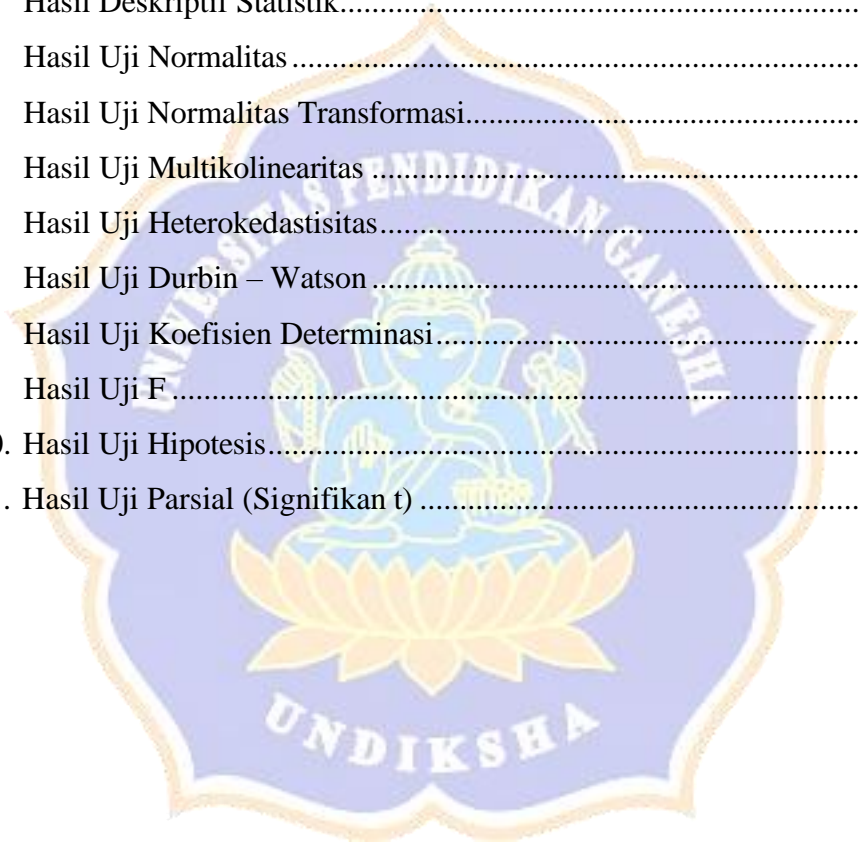 Hasil Deskriptif Statistik................................................................
Hasil Uji Normalitas.......................................................................
Hasil Uji Normalitas Transformasi.................................................
Hasil Uji Multikolinearitas .............................................................
Hasil Uji Heterokedastisitas............................................................
Hasil Uji Durbin – Watson .............................................................
Hasil Uji Koefisien Determinasi.....................................................
Hasil Uji F ......................................................................................
. Hasil Uji Hipotesis..........................................................................
. Hasil Uji Parsial (Signifikan t) .......................................................
UNIVERSITAS PENDIDIKAN GANESHA
UNDIKSHA